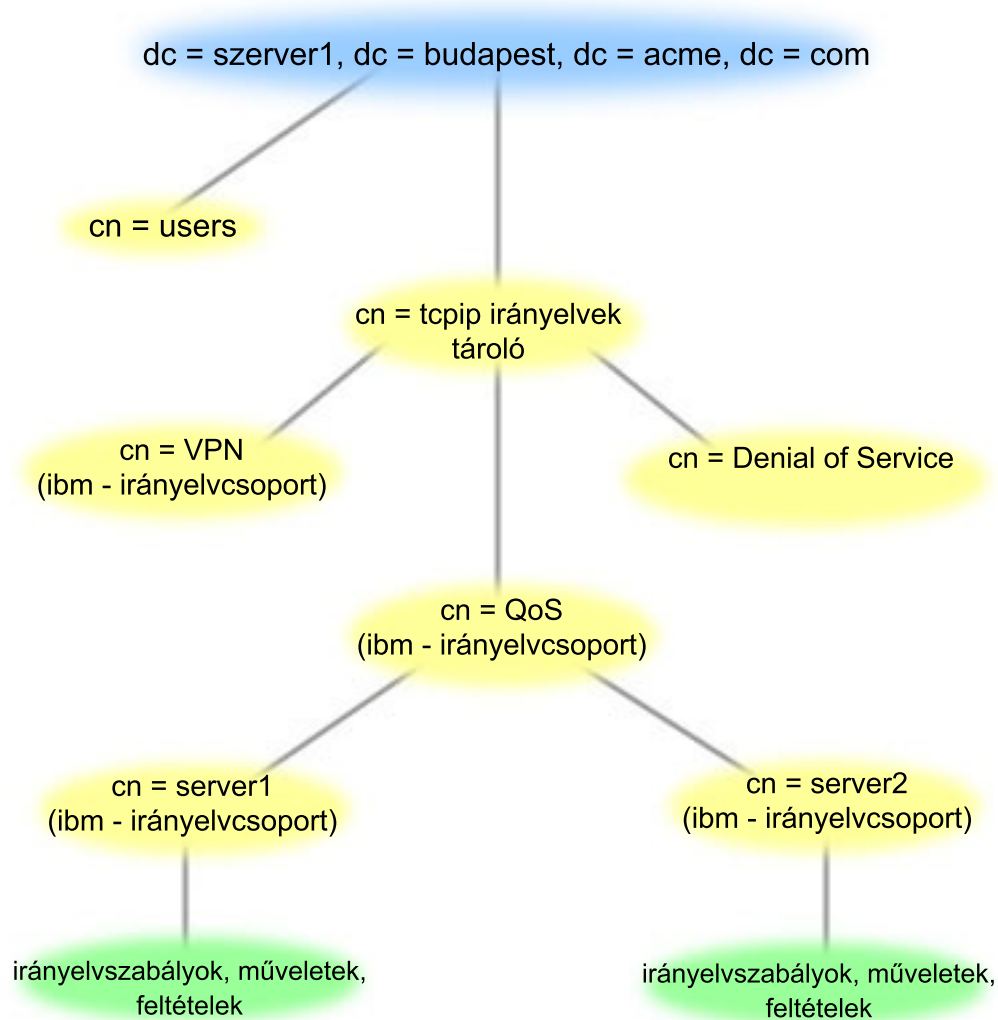 dc = szerver1, dc = budapest, dc = acme, dc = com
cn = users
cn = tcpip irányelvek
tároló
cn = VPN
(ibm - irányelvcsoport)
cn = Denial of Service
cn = QoS
(ibm - irányelvcsoport)
cn = server1
(ibm - irányelvcsoport)
cn = server2
(ibm - irányelvcsoport)
irányelvszabályok, műveletek,
feltételek
irányelvszabályok, műveletek,
feltételek